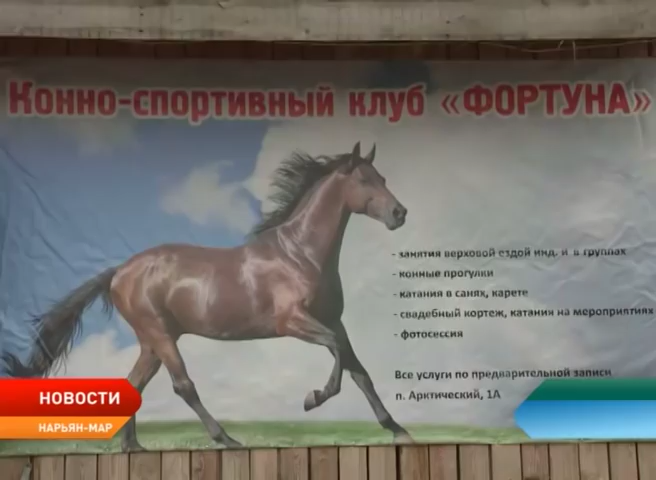 Конно-спортивный клуб «ФОРТУНА»
- занятия верховой ездой инд. и в группах
- конные прогулки
- катания в санях, карете
- свадебный кортеж, катания на мероприятиях
- фотосессия
Все услуги по предварительной записи
п. Арктический, 1А
НОВОСТИ
НАРЬЯН-МАР